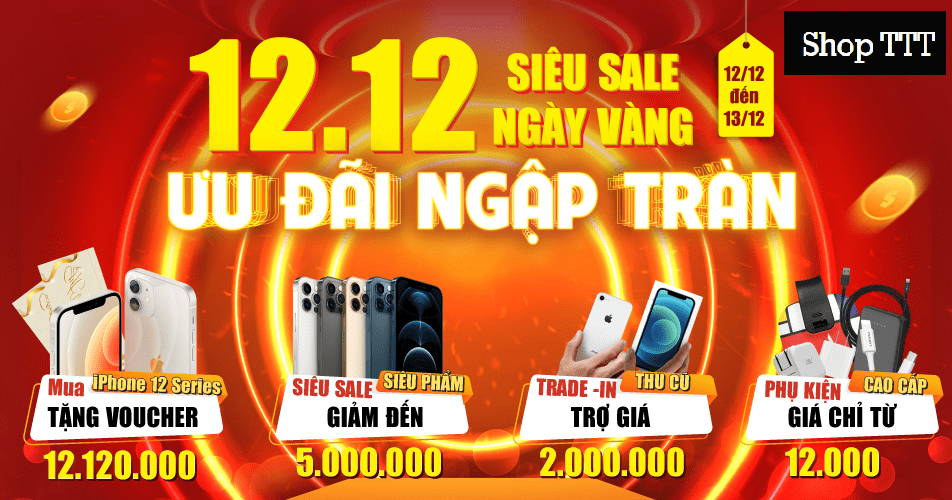 Shop TTT
12.12
SIÊU SALE
NGÀY VÀNG
12/12
đến
13/12
ƯU ĐÃI NGẬP TRÀN
Mua iPhone 12 Series
TẶNG VOUCHER
12.120.000
SIÊU SALE SIÊU PHẨM
GIẢM ĐẾN
5.000.000
TRADE -IN THU CŨ
TRỢ GIÁ
2.000.000
PHỤ KIỆN CAO CẤP
GIÁ CHỈ TỪ
12.000